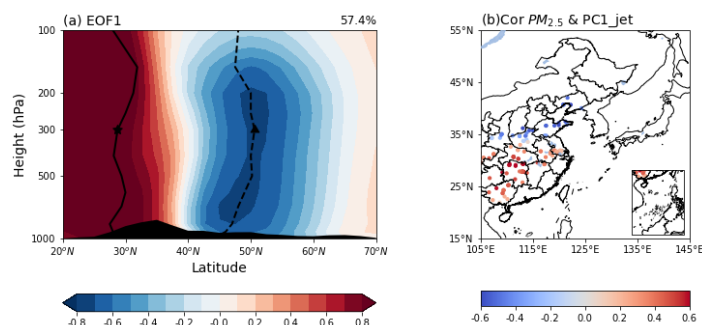 (a) EOF1 57.4%
100
200
300
500
1000
Height (hPa)
20°N 30°N 40°N 50°N 60°N 70°N
Latitude
-0.8 -0.6 -0.4 -0.2 0.0 0.2 0.4 0.6 0.8
(b)Cor PM2.5 & PC1_jet
55°N
45°N
35°N
25°N
15°N
105°E 115°E 125°E 135°E 145°E
-0.6 -0.4 -0.2 0.0 0.2 0.4 0.6